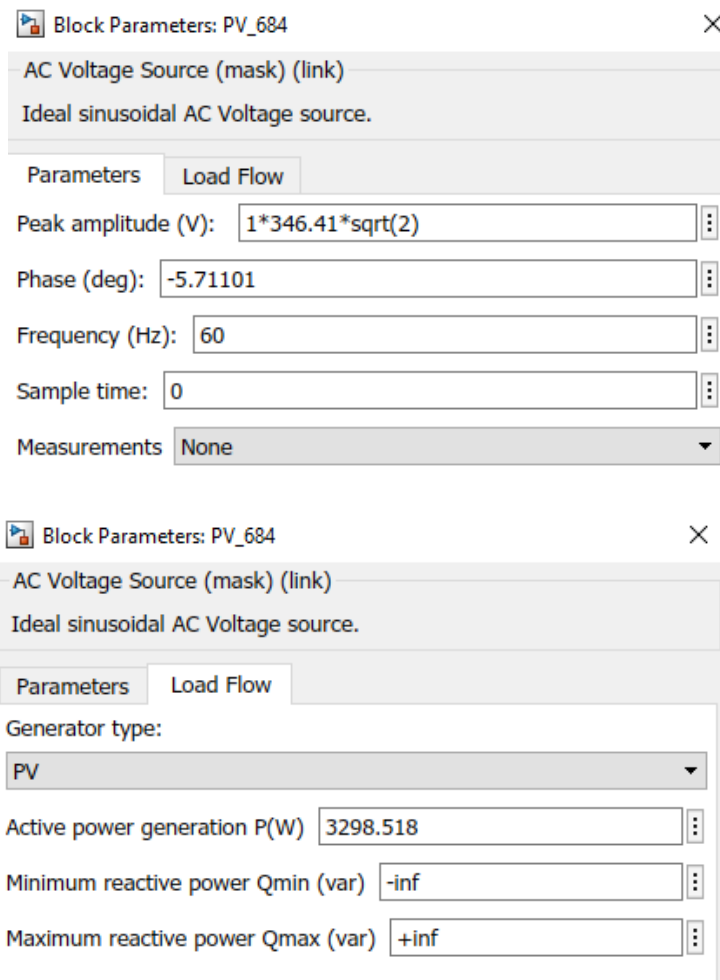 Block Parameters: PV_684
AC Voltage Source (mask) (link)
Ideal sinusoidal AC Voltage source.
Parameters Load Flow
Peak amplitude (V): 1*346.41*sqrt(2)
Phase (deg): -5.71101
Frequency (Hz): 60
Sample time: 0
Measurements None
Block Parameters: PV_684
AC Voltage Source (mask) (link)
Ideal sinusoidal AC Voltage source.
Parameters Load Flow
Generator type:
PV
Active power generation P(W) 3298.518
Minimum reactive power Qmin (var) -inf
Maximum reactive power Qmax (var) +inf